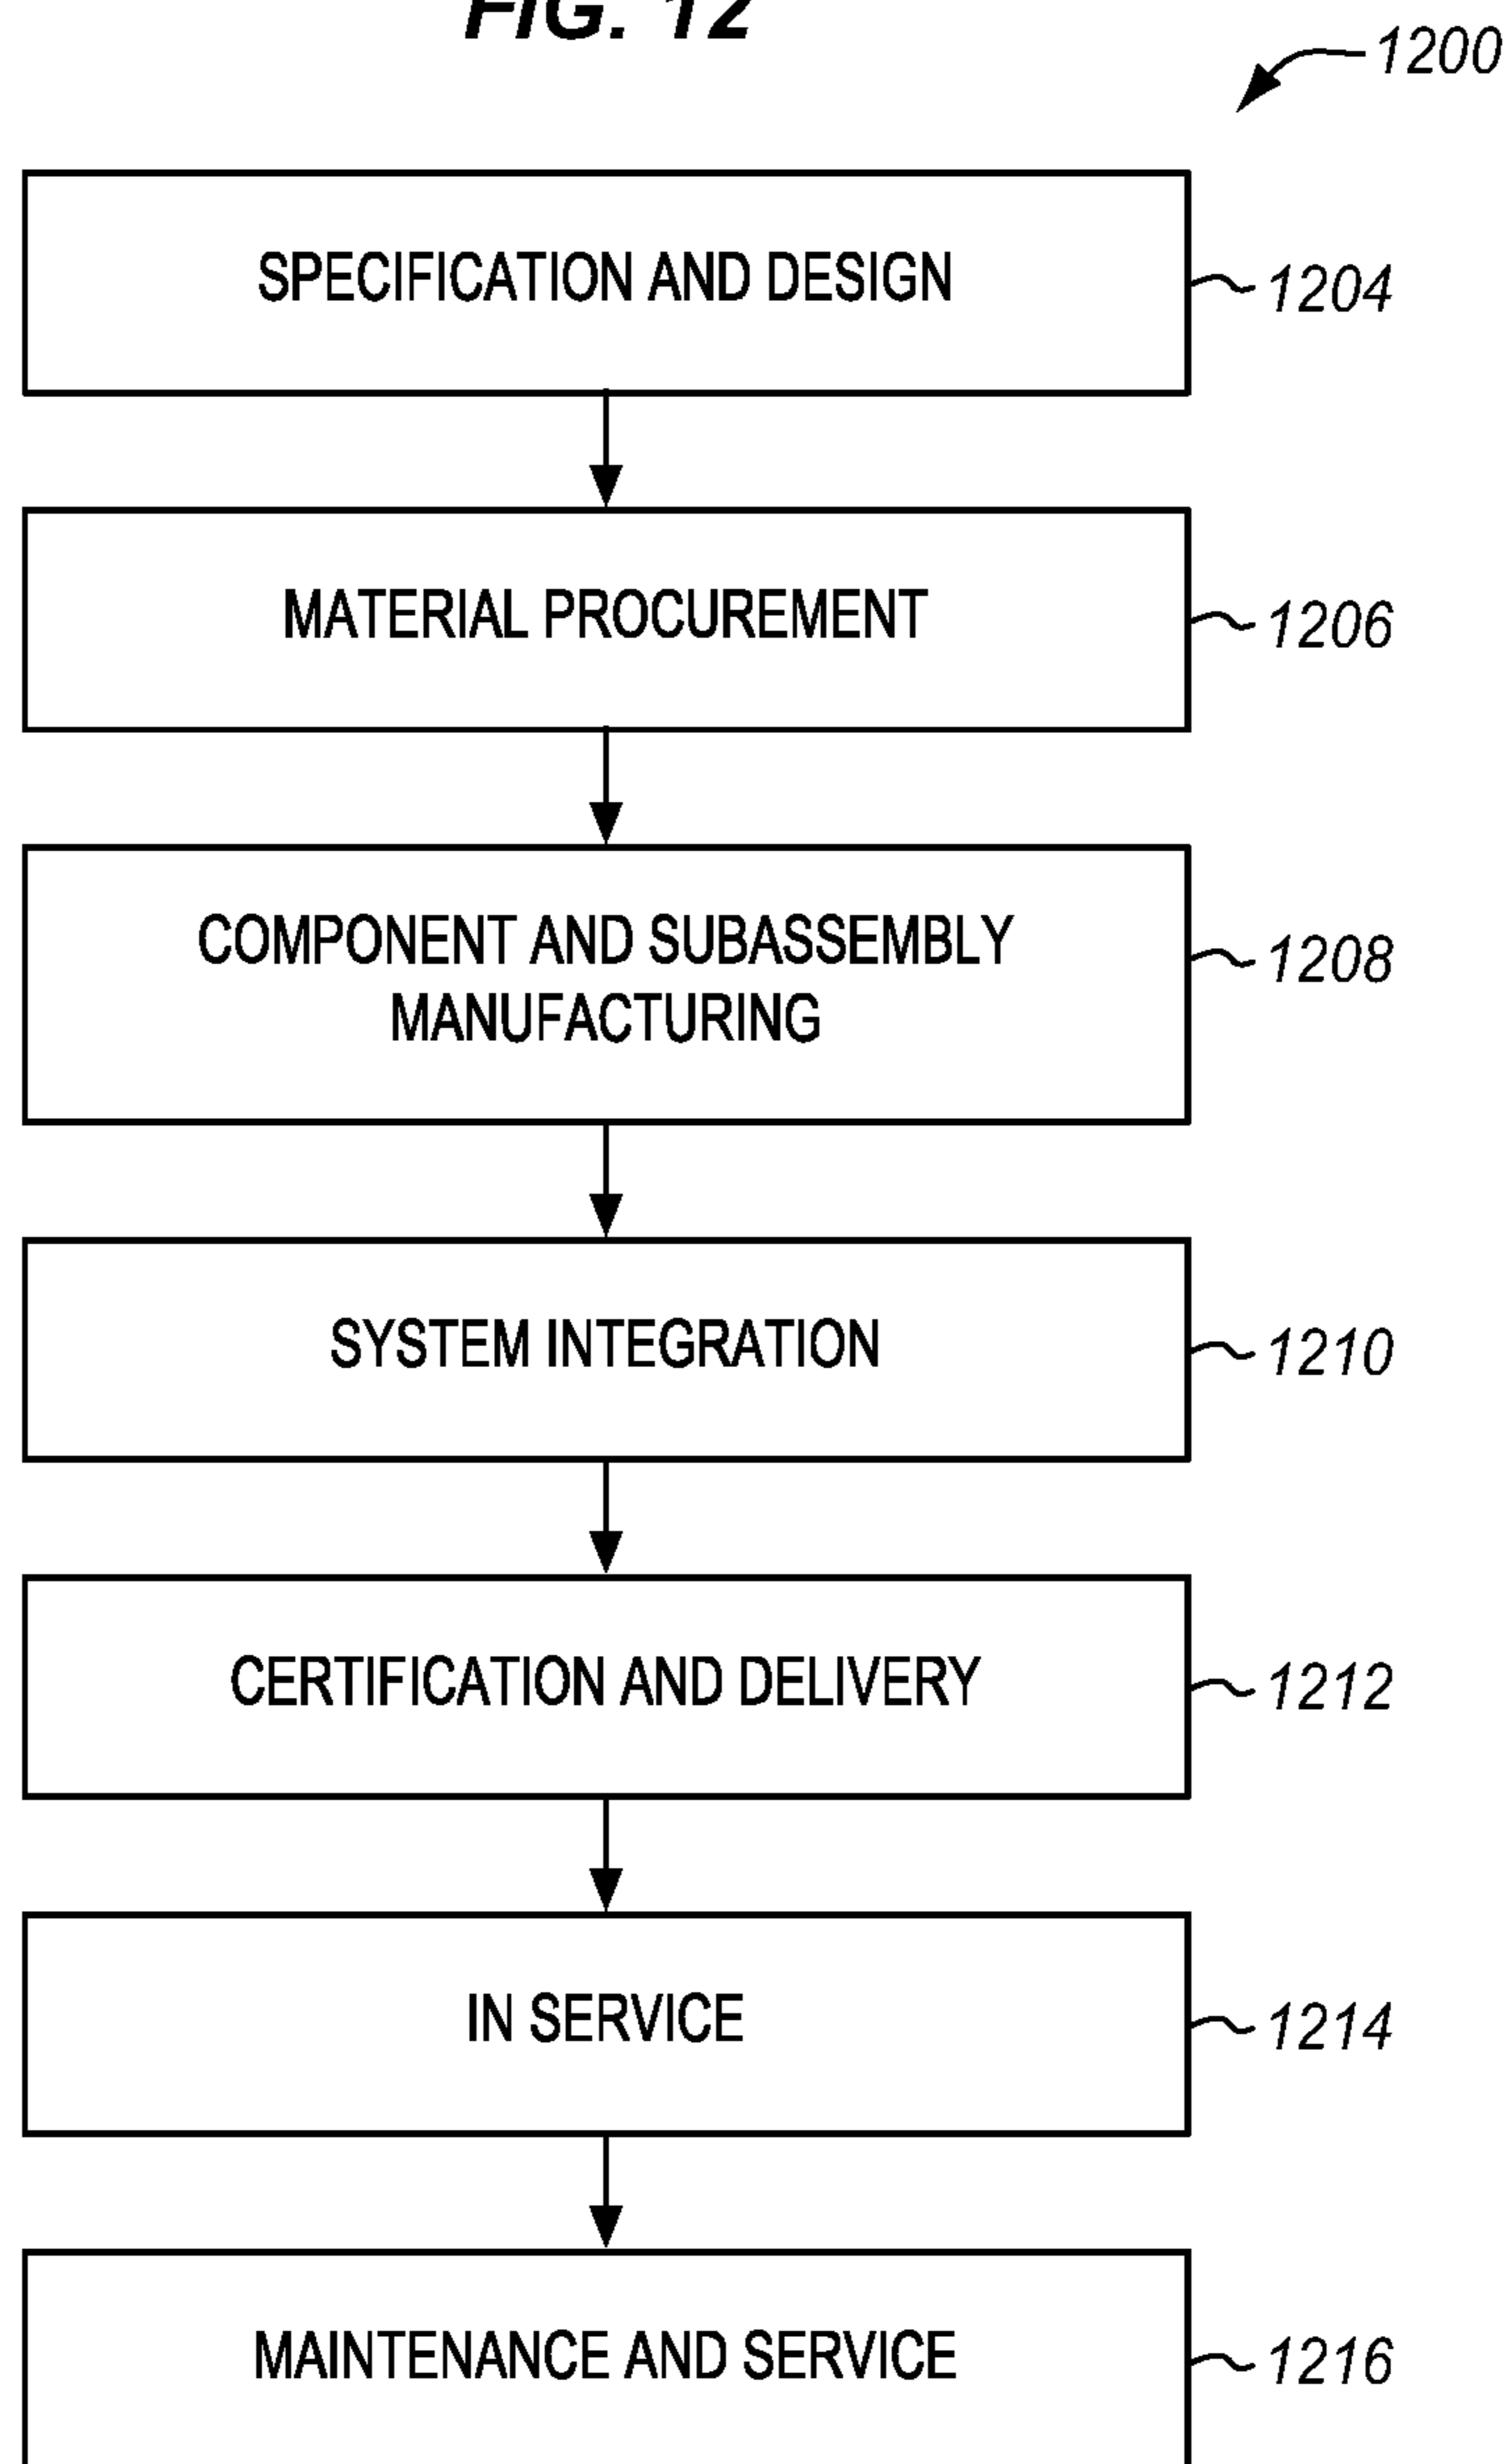 FIG. 12
1200
SPECIFICATION AND DESIGN
1204
MATERIAL PROCUREMENT
1206
COMPONENT AND SUBASSEMBLY
MANUFACTURING
1208
SYSTEM INTEGRATION
1210
CERTIFICATION AND DELIVERY
1212
IN SERVICE
1214
MAINTENANCE AND SERVICE
1216